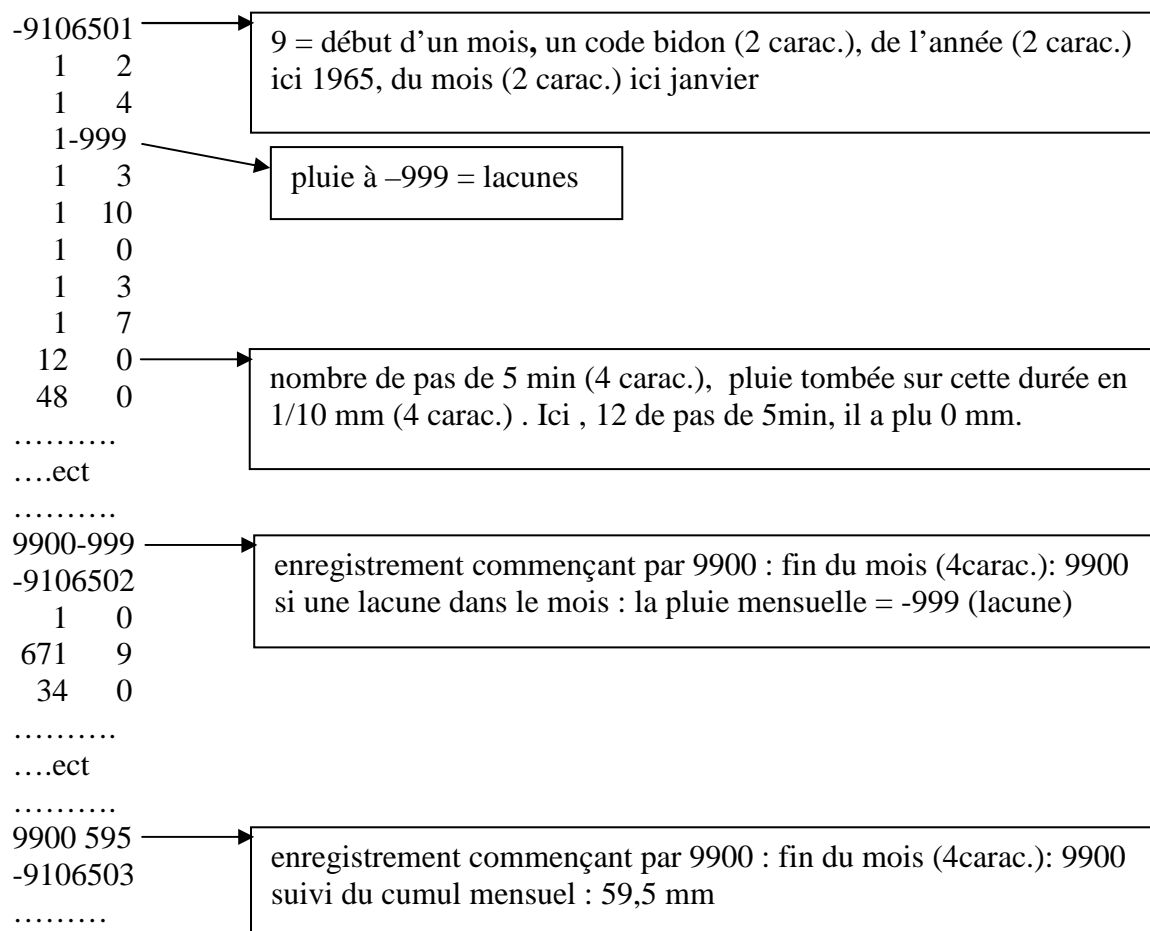 -9106501
9 = début d'un mois, un code bidon (2 carac.), de l'année (2 carac.)
ici 1965, du mois (2 carac.) ici janvier
1 2
1 4
1-999
pluie à –999 = lacunes
1 3
1 10
1 0
1 3
1 7
12 0
nombre de pas de 5 min (4 carac.), pluie tombée sur cette durée en
1/10 mm (4 carac.) . Ici , 12 de pas de 5min, il a plu 0 mm.
48 0
……….
….ect
……….
9900-999
enregistrement commençant par 9900 : fin du mois (4carac.): 9900
si une lacune dans le mois : la pluie mensuelle = -999 (lacune)
-9106502
1 0
671 9
34 0
……….
….ect
……….
9900 595
enregistrement commençant par 9900 : fin du mois (4carac.): 9900
suivi du cumul mensuel : 59,5 mm
-9106503
………